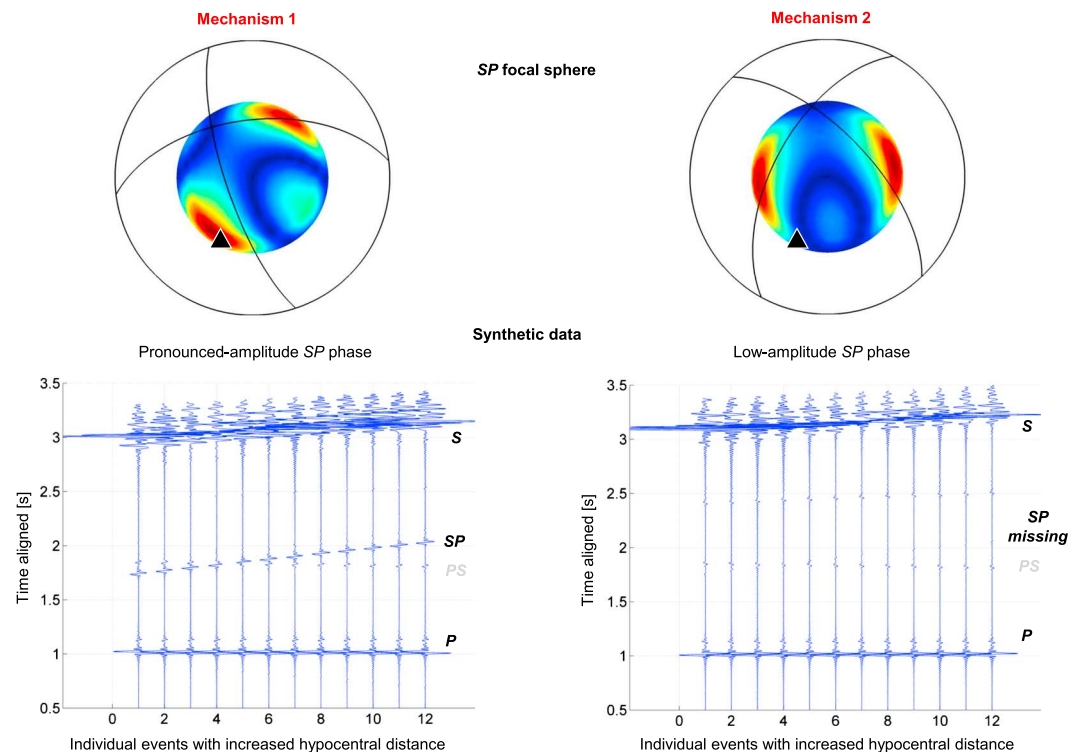 Mechanism 1
Mechanism 2
SP focal sphere
Synthetic data
Pronounced-amplitude SP phase
Low-amplitude SP phase
3.5
3
2.5
2
1.5
1
0.5
0
2
4
6
8
10
12
Time aligned [s]
S
SP
PS
P
Individual events with increased hypocentral distance
3.5
3
2.5
2
1.5
1
0.5
0
2
4
6
8
10
12
Time aligned [s]
S
SP
missing
PS
P
Individual events with increased hypocentral distance